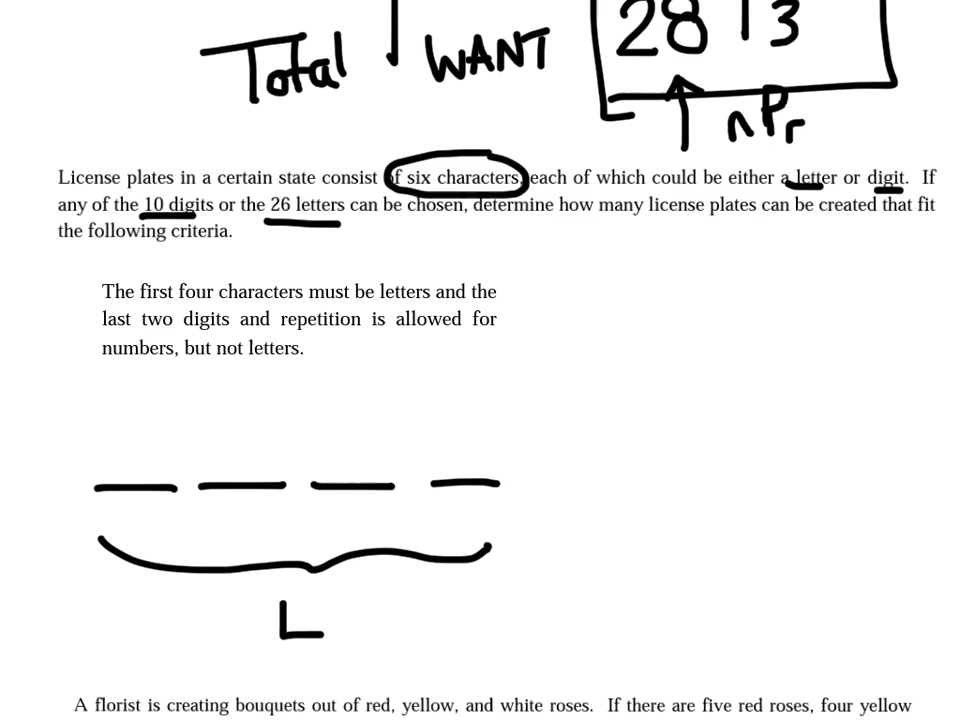 Total WANT 28 P 3
nPr
License plates in a certain state consist of six characters, each of which could be either a letter or digit. If
any of the 10 digits or the 26 letters can be chosen, determine how many license plates can be created that fit
the following criteria.
The first four characters must be letters and the
last two digits and repetition is allowed for
numbers, but not letters.
L
A florist is creating bouquets out of red, yellow, and white roses. If there are five red roses, four yellow